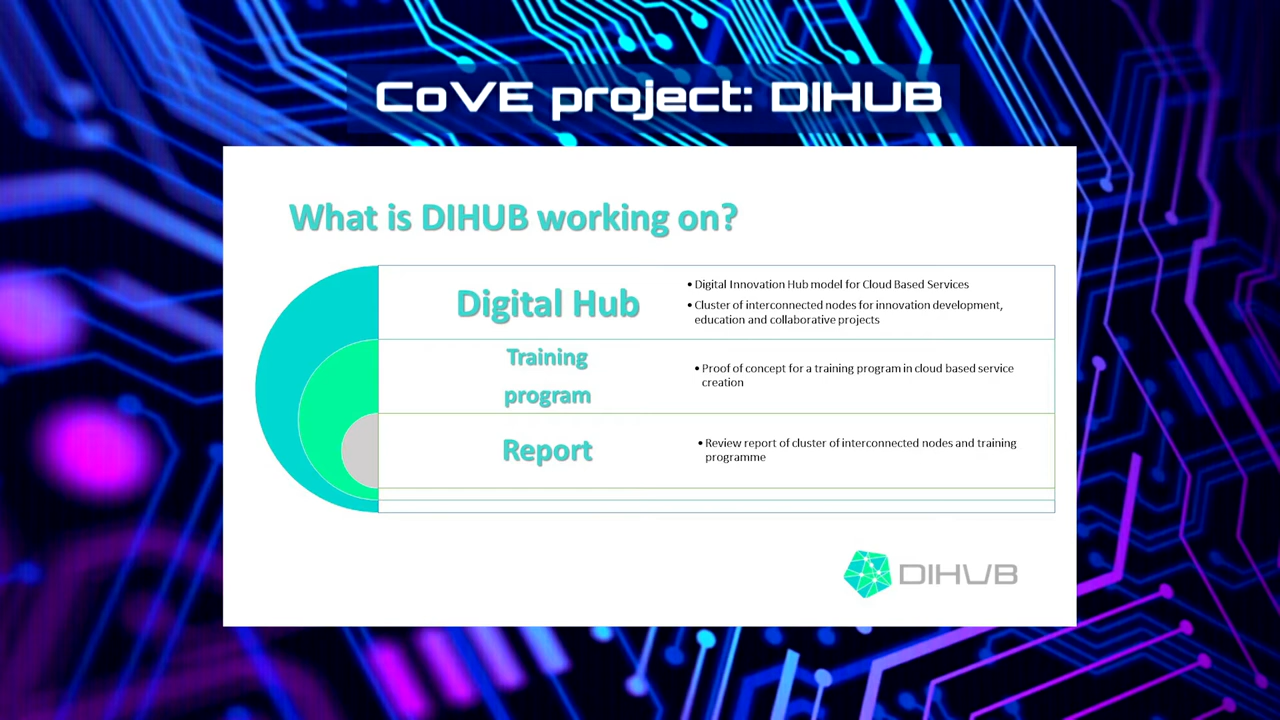 CoVE project: DIHUB
What is DIHUB working on?
Digital Hub
• Digital Innovation Hub model for Cloud Based Services
• Cluster of interconnected nodes for innovation development,
education and collaborative projects
Training
program
• Proof of concept for a training program in cloud based service
creation
Report
• Review report of cluster of interconnected nodes and training
programme
DIHUB